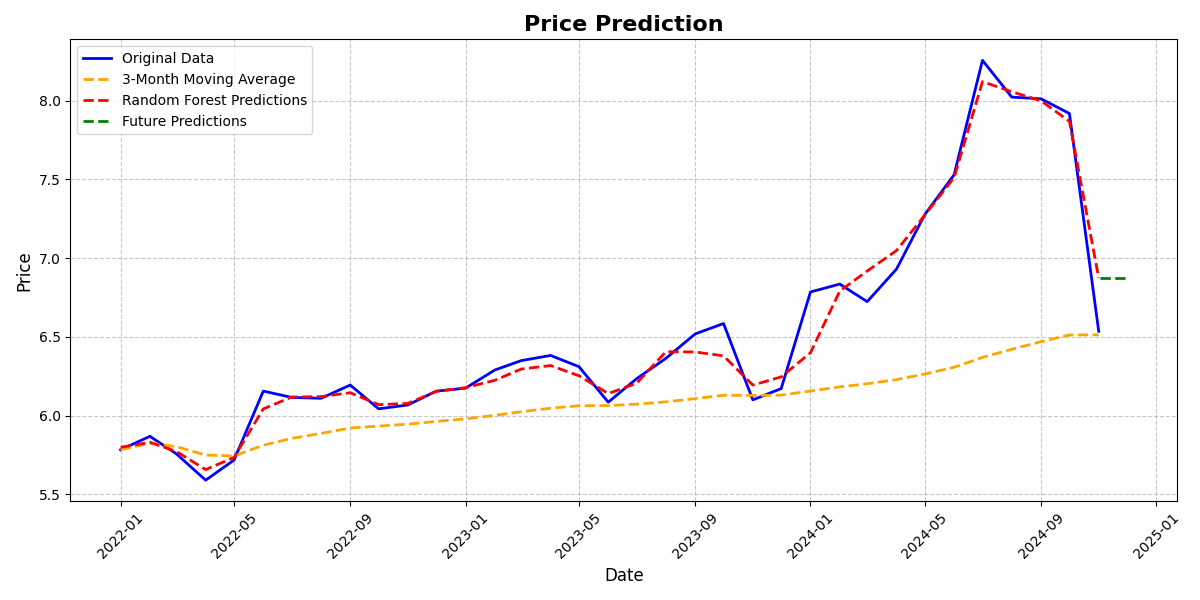 Price Prediction
Original Data
3-Month Moving Average
Random Forest Predictions
Future Predictions
Price
8.0
7.5
7.0
6.5
6.0
5.5
2022-01
2022-05
2022-09
2023-01
2023-05
2023-09
2024-01
2024-05
2024-09
2025-01
Date